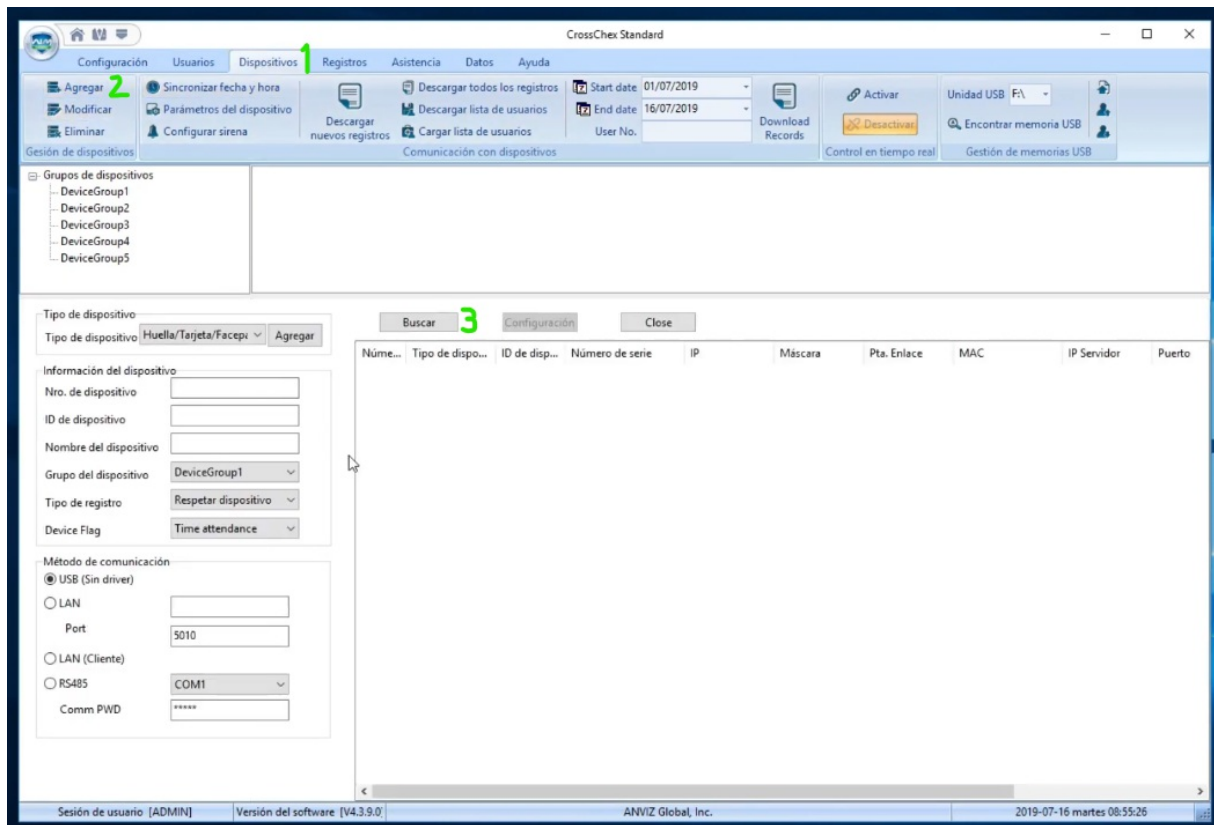 CrossChex Standard
Configuración Usuarios Dispositivos 1 Registros Asistencia Datos Ayuda
Agregar 2 Sincronizar fecha y hora Descargar todos los registros Start date 01/07/2019 Activar Unidad USB F:\
Modificar Parámetros del dispositivo Descargar nuevos registros Descargar lista de usuarios End date 16/07/2019 Download Records Desactivar Encontrar memoria USB
Eliminar Configurar sirena Cargar lista de usuarios User No.
Gesión de dispositivos Comunicación con dispositivos Control en tiempo real Gestión de memorias USB
Grupos de dispositivos
DeviceGroup1
DeviceGroup2
DeviceGroup3
DeviceGroup4
DeviceGroup5
Tipo de dispositivo
Tipo de dispositivo Huella/Tarjeta/Facepa Agregar
Buscar 3 Configuración Close
Núme... Tipo de dispo... ID de disp... Número de serie IP Máscara Pta. Enlace MAC IP Servidor Puerto
Información del dispositivo
Nro. de dispositivo
ID de dispositivo
Nombre del dispositivo
Grupo del dispositivo DeviceGroup1
Tipo de registro Respetar dispositivo
Device Flag Time attendance
Método de comunicación
USB (Sin driver)
LAN
Port 5010
LAN (Cliente)
RS485 COM1
Comm PWD *****
Sesión de usuario [ADMIN] Versión del software [V4.3.9.0] ANVIZ Global, Inc. 2019-07-16 martes 08:55:26